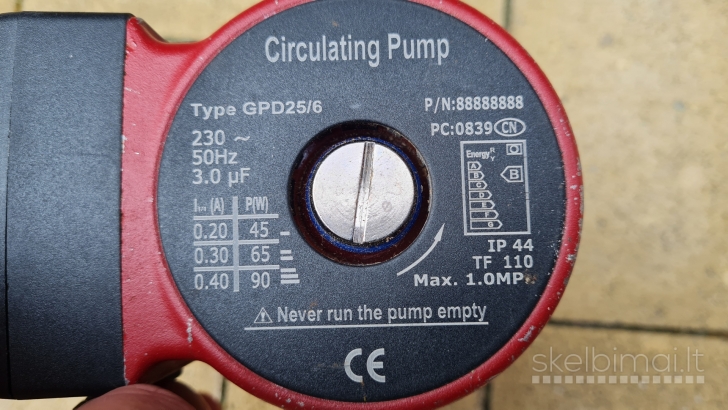 Circulating Pump
Type GPD25/6
P/N:88888888
PC:0839 CN
230 ~
50Hz
3.0 µF
Energy
A
B
C
D
E
F
G
B
I₁/₁ (A) P(W)
0.20 45
0.30 65
0.40 90
IP 44
TF 110
Max. 1.0MP
⚠ Never run the pump empty
CE
skelbimai.lt